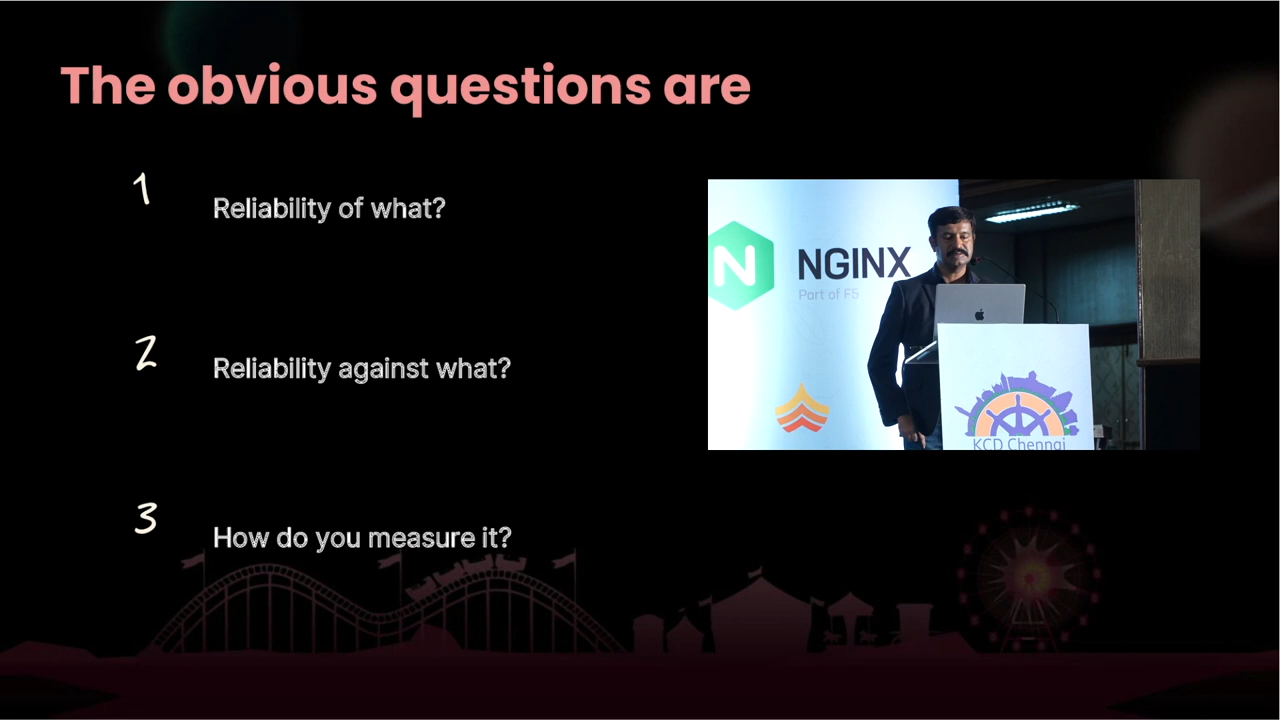 The obvious questions are
1
Reliability of what?
2
Reliability against what?
3
How do you measure it?
N
NGINX
Part of F5
KCD Chennai